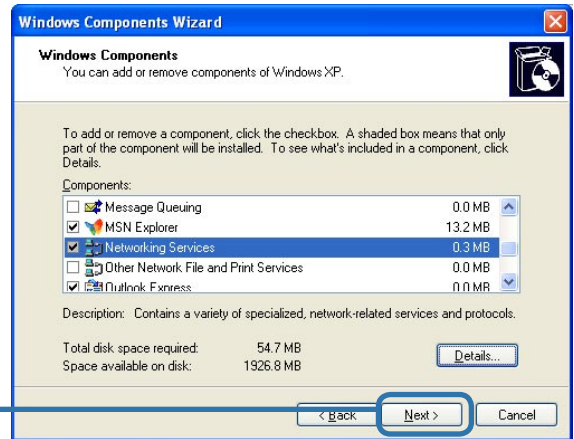 Windows Components Wizard
Windows Components
You can add or remove components of Windows XP.
To add or remove a component, click the checkbox. A shaded box means that only
part of the component will be installed. To see what's included in a component, click
Details.
Components:
Message Queuing 0.0 MB
MSN Explorer 13.2 MB
Networking Services 0.3 MB
Other Network File and Print Services 0.0 MB
Outlook Express 0.0 MB
Description: Contains a variety of specialized, network-related services and protocols.
Total disk space required: 54.7 MB
Space available on disk: 1926.8 MB
Details...
< Back Next > Cancel